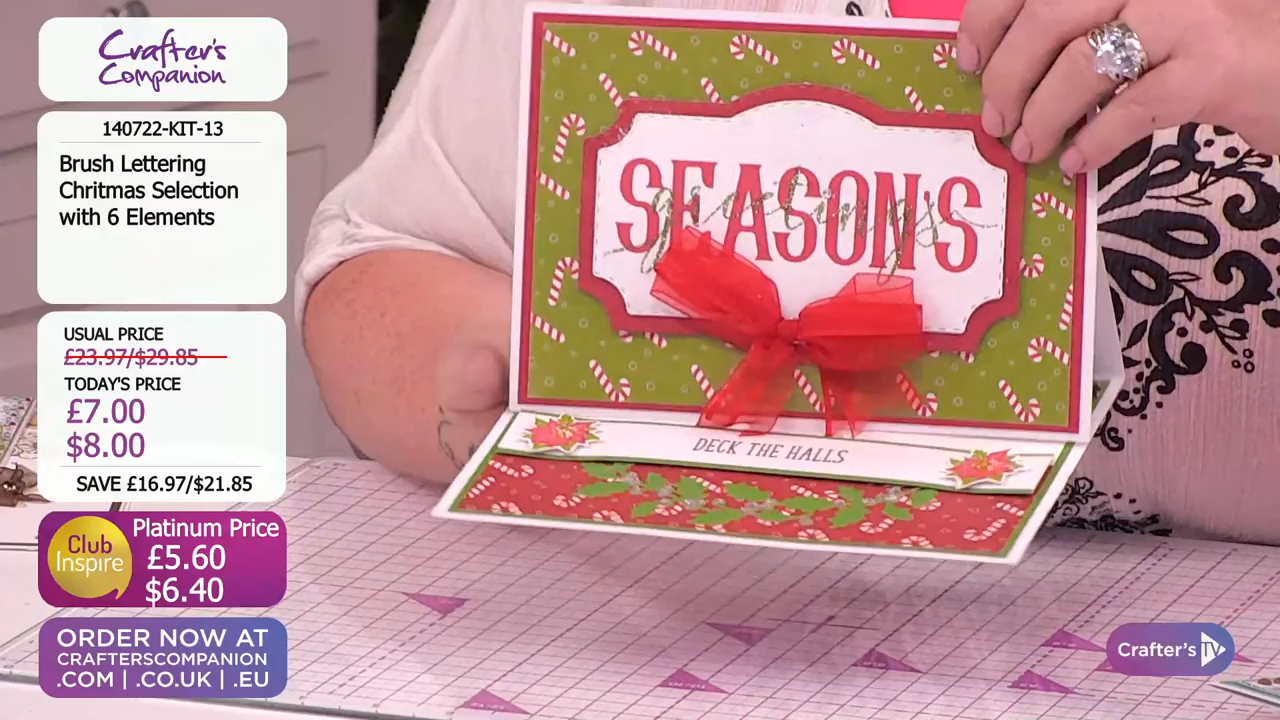 Crafter's
Companion
140722-KIT-13
Brush Lettering
Chritmas Selection
with 6 Elements
USUAL PRICE
£23.97/$29.85
TODAY'S PRICE
£7.00
$8.00
SAVE £16.97/$21.85
Club
Inspire
Platinum Price
£5.60
$6.40
ORDER NOW AT
CRAFTERSCOMPANION
.COM | .CO.UK | .EU
SEASON'S
greetings
DECK THE HALLS
Crafter's TV